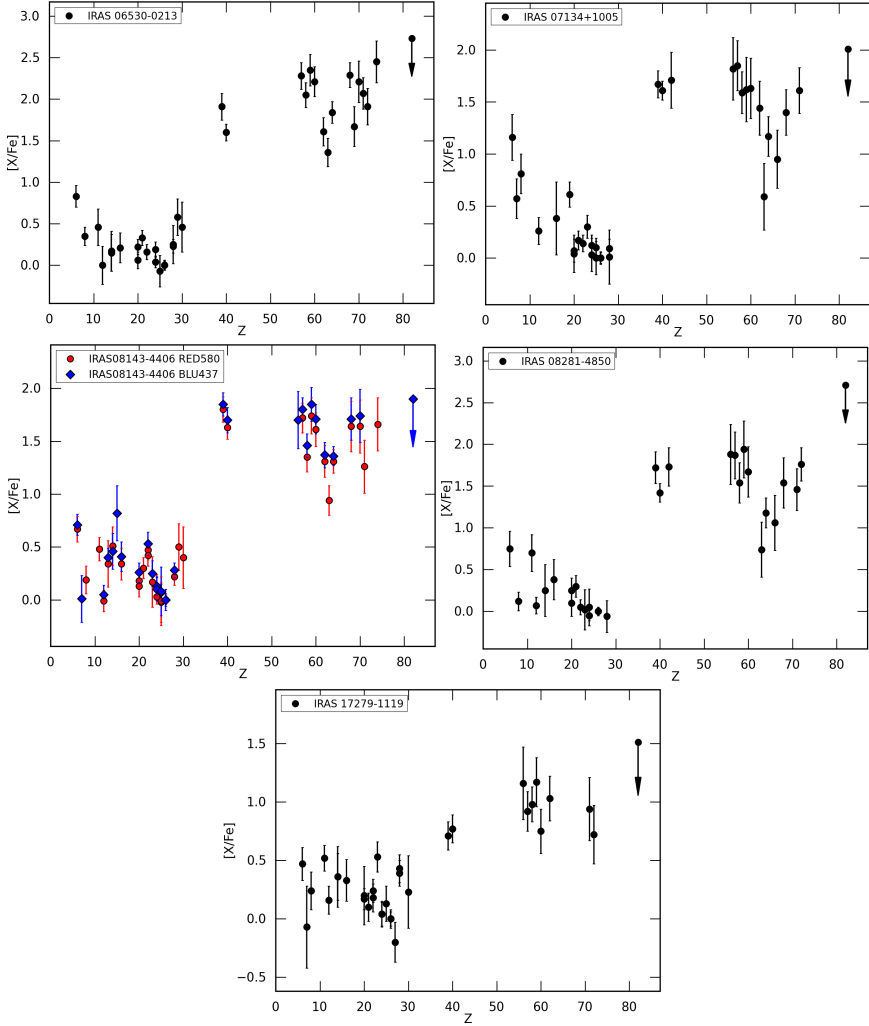 IRAS 06530-0213
[X/Fe]
3.0
2.5
2.0
1.5
1.0
0.5
0.0
0 10 20 30 40 50 60 70 80
Z
IRAS 07134+1005
[X/Fe]
2.0
1.5
1.0
0.5
0.0
0 10 20 30 40 50 60 70 80
Z
IRAS08143-4406 RED580
IRAS08143-4406 BLU437
[X/Fe]
2.0
1.5
1.0
0.5
0.0
0 10 20 30 40 50 60 70 80
Z
IRAS 08281-4850
[X/Fe]
3.0
2.5
2.0
1.5
1.0
0.5
0.0
0 10 20 30 40 50 60 70 80
Z
IRAS 17279-1119
[X/Fe]
1.5
1.0
0.5
0.0
−0.5
0 10 20 30 40 50 60 70 80
Z